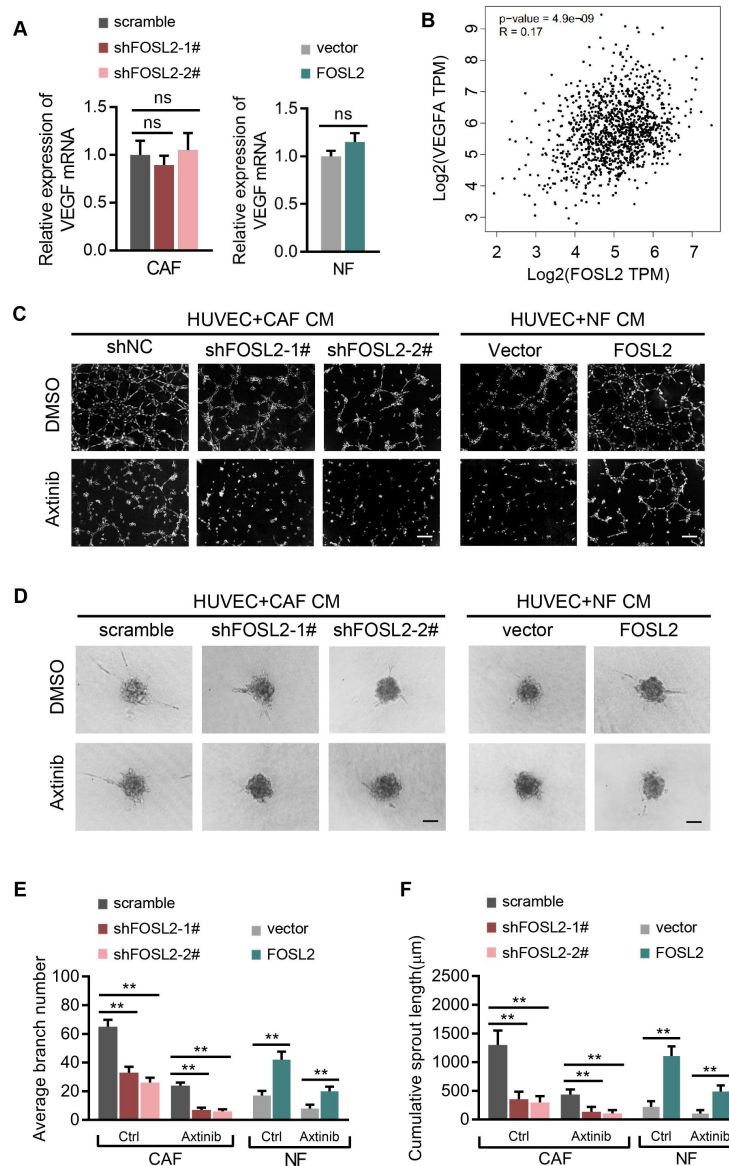 A
scramble
shFOSL2-1#
shFOSL2-2#
vector
FOSL2
Relative expression of
VEGF mRNA
1.5
1.0
0.5
0.0
ns
ns
CAF
Relative expression of
VEGF mRNA
1.5
1.0
0.5
0.0
ns
NF
B
p-value = 4.9e-09
R = 0.17
Log2(VEGFA TPM)
9
8
7
6
5
4
3
2 3 4 5 6 7
Log2(FOSL2 TPM)
C
HUVEC+CAF CM HUVEC+NF CM
shNC shFOSL2-1# shFOSL2-2# Vector FOSL2
DMSO
Axtinib
D
HUVEC+CAF CM HUVEC+NF CM
scramble shFOSL2-1# shFOSL2-2# vector FOSL2
DMSO
Axtinib
E
scramble
shFOSL2-1#
shFOSL2-2#
vector
FOSL2
Average branch number
100
80
60
40
20
0
**
**
**
**
**
**
Ctrl Axtinib Ctrl Axtinib
CAF NF
F
scramble
shFOSL2-1#
shFOSL2-2#
vector
FOSL2
Cumulative sprout length(μm)
2500
2000
1500
1000
500
0
**
**
**
**
**
**
Ctrl Axtinib Ctrl Axtinib
CAF NF